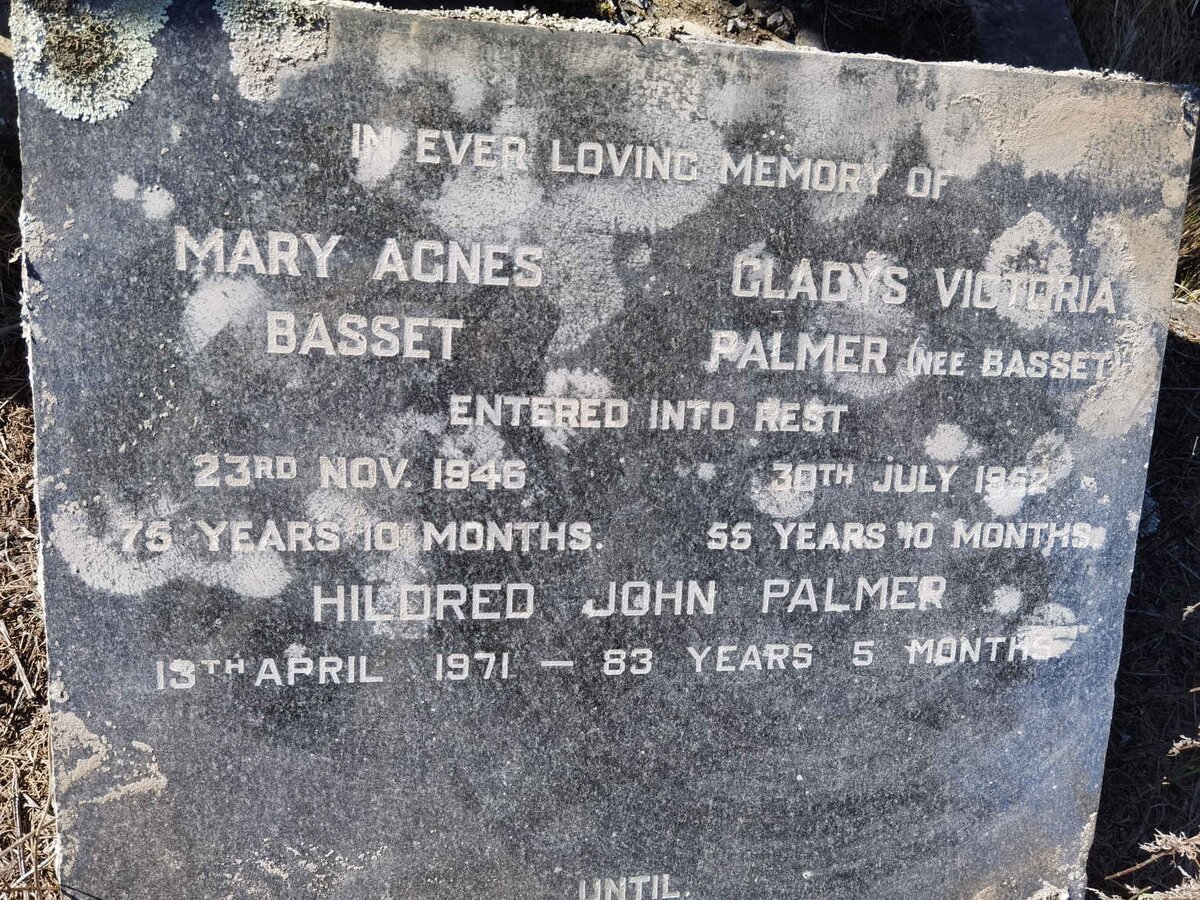 IN EVER LOVING MEMORY OF
MARY AGNES GLADYS VICTORIA
BASSET PALMER (NEE BASSET)
ENTERED INTO REST
23RD NOV. 1946 30TH JULY 1962
75 YEARS 10 MONTHS. 55 YEARS 10 MONTHS.
HILDRED JOHN PALMER
13TH APRIL 1971 — 83 YEARS 5 MONTHS
UNTIL.